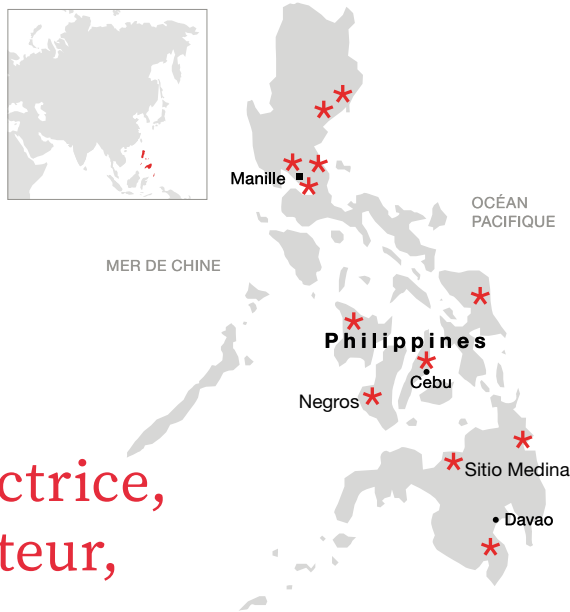 Manille
OCÉAN
PACIFIQUE
MER DE CHINE
Philippines
Cebu
Negros
Sitio Medina
ctrice,
Davao
teur,